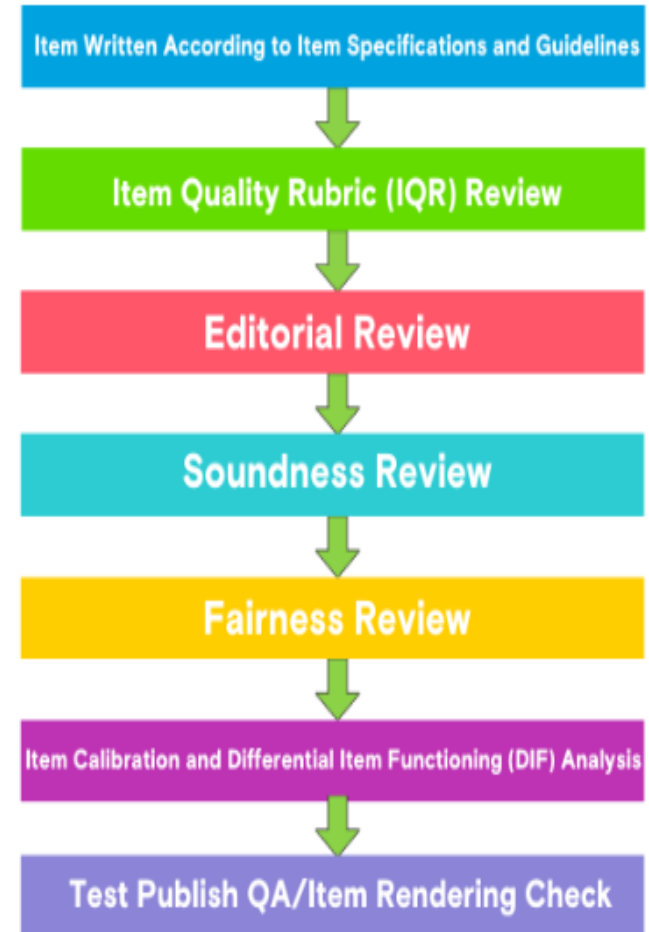 Item Written According to Item Specifications and Guidelines
Item Quality Rubric (IQR) Review
Editorial Review
Soundness Review
Fairness Review
Item Calibration and Differential Item Functioning (DIF) Analysis
Test Publish QA/Item Rendering Check